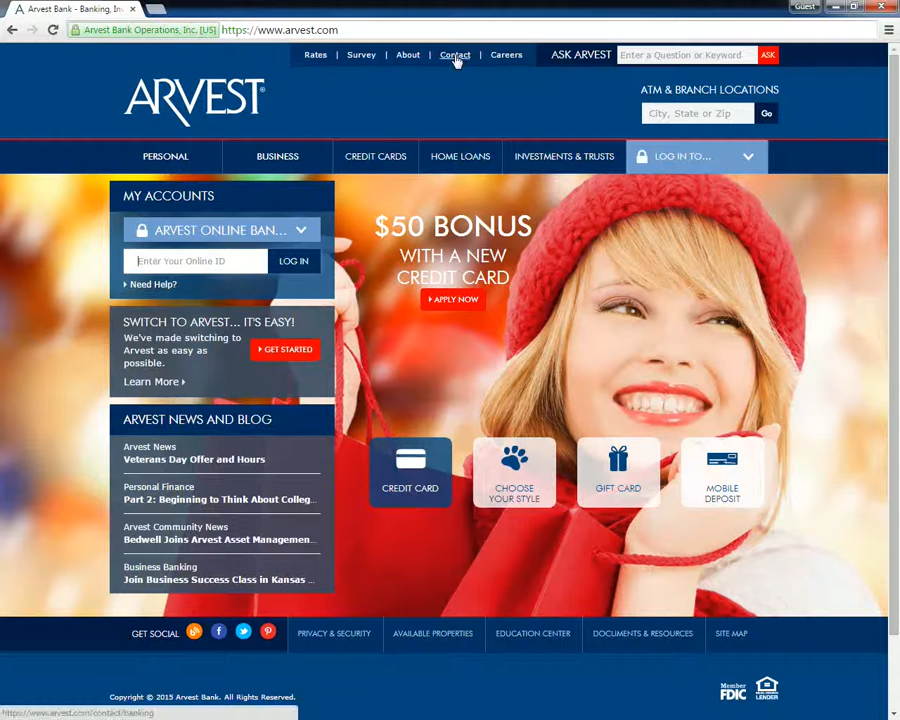 Arvest Bank - Banking, Inv
Guest
Arvest Bank Operations, Inc. [US]
https://www.arvest.com
Rates | Survey | About | Contact | Careers
ASK ARVEST
Enter a Question or Keyword
ASK
ARVEST®
ATM & BRANCH LOCATIONS
City, State or Zip
Go
PERSONAL
BUSINESS
CREDIT CARDS
HOME LOANS
INVESTMENTS & TRUSTS
LOG IN TO...
MY ACCOUNTS
ARVEST ONLINE BAN...
Enter Your Online ID
LOG IN
Need Help?
$50 BONUS
WITH A NEW
CREDIT CARD
APPLY NOW
SWITCH TO ARVEST... IT'S EASY!
We've made switching to
Arvest as easy as
possible.
GET STARTED
Learn More
ARVEST NEWS AND BLOG
Arvest News
Veterans Day Offer and Hours
Personal Finance
Part 2: Beginning to Think About Colleg...
Arvest Community News
Bedwell Joins Arvest Asset Managemen...
Business Banking
Join Business Success Class in Kansas ...
CREDIT CARD
CHOOSE
YOUR STYLE
GIFT CARD
MOBILE
DEPOSIT
GET SOCIAL
PRIVACY & SECURITY
AVAILABLE PROPERTIES
EDUCATION CENTER
DOCUMENTS & RESOURCES
SITE MAP
Copyright © 2015 Arvest Bank. All Rights Reserved.
Member
FDIC
LENDER
https://www.arvest.com/contact/banking